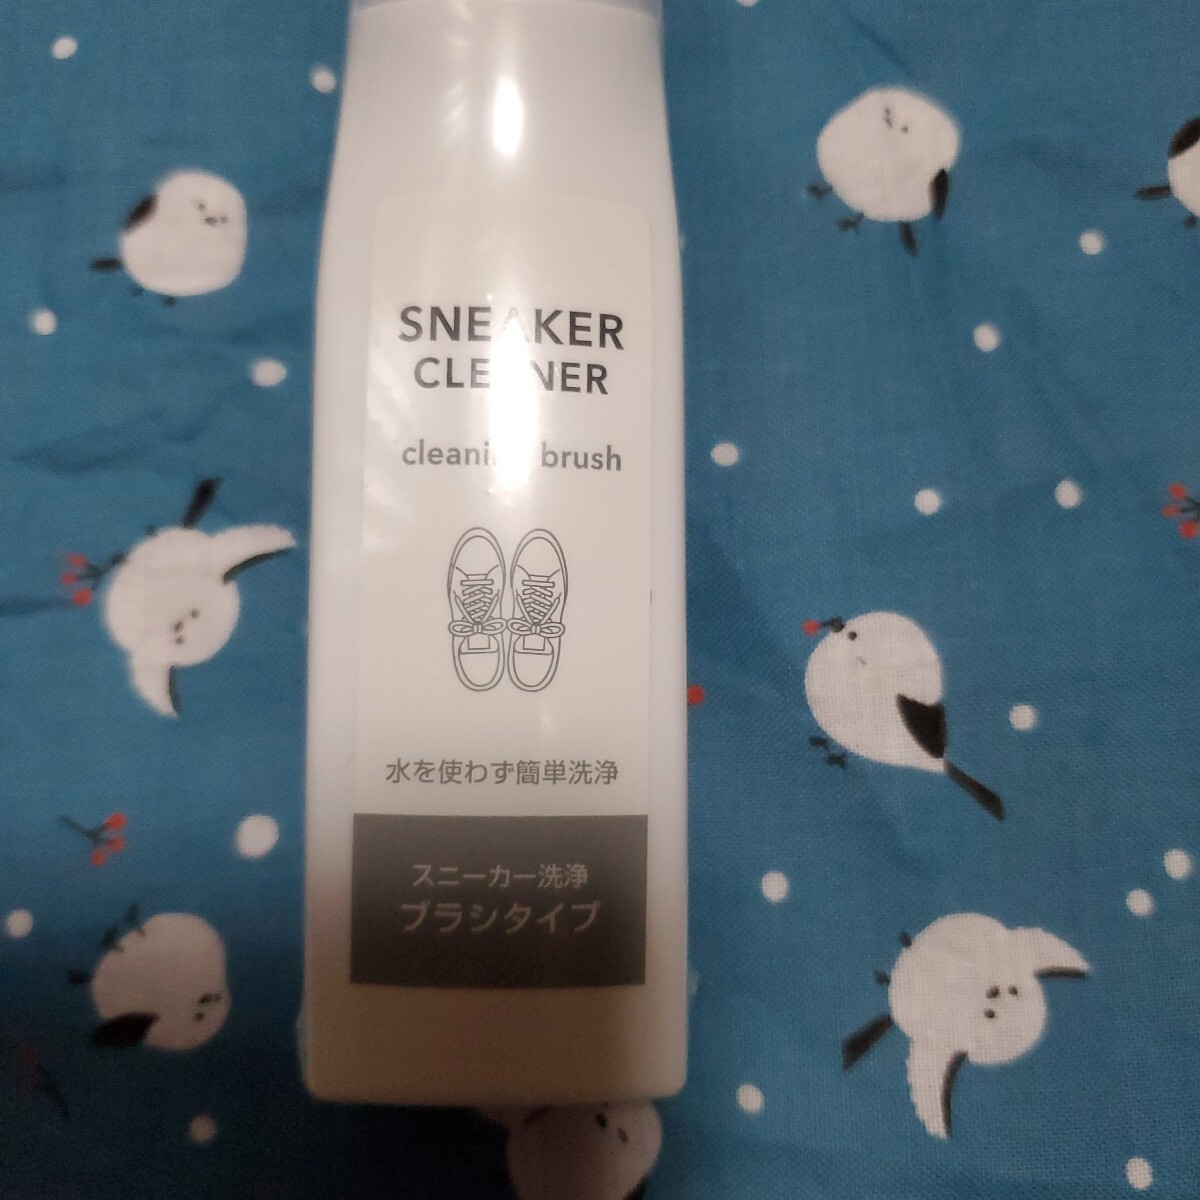 SNEAKER
CLEANER
cleaning brush
水を使わず簡単洗浄
スニーカー洗浄
ブラシタイプ